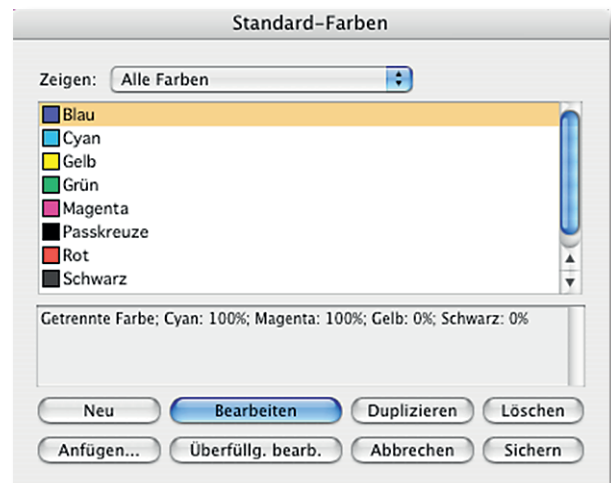 Standard-Farben
Zeigen: Alle Farben
Blau
Cyan
Gelb
Grün
Magenta
Passkreuze
Rot
Schwarz
Getrennte Farbe; Cyan: 100%; Magenta: 100%; Gelb: 0%; Schwarz: 0%
Neu Bearbeiten Duplizieren Löschen
Anfügen... Überfüllg. bearb. Abbrechen Sichern